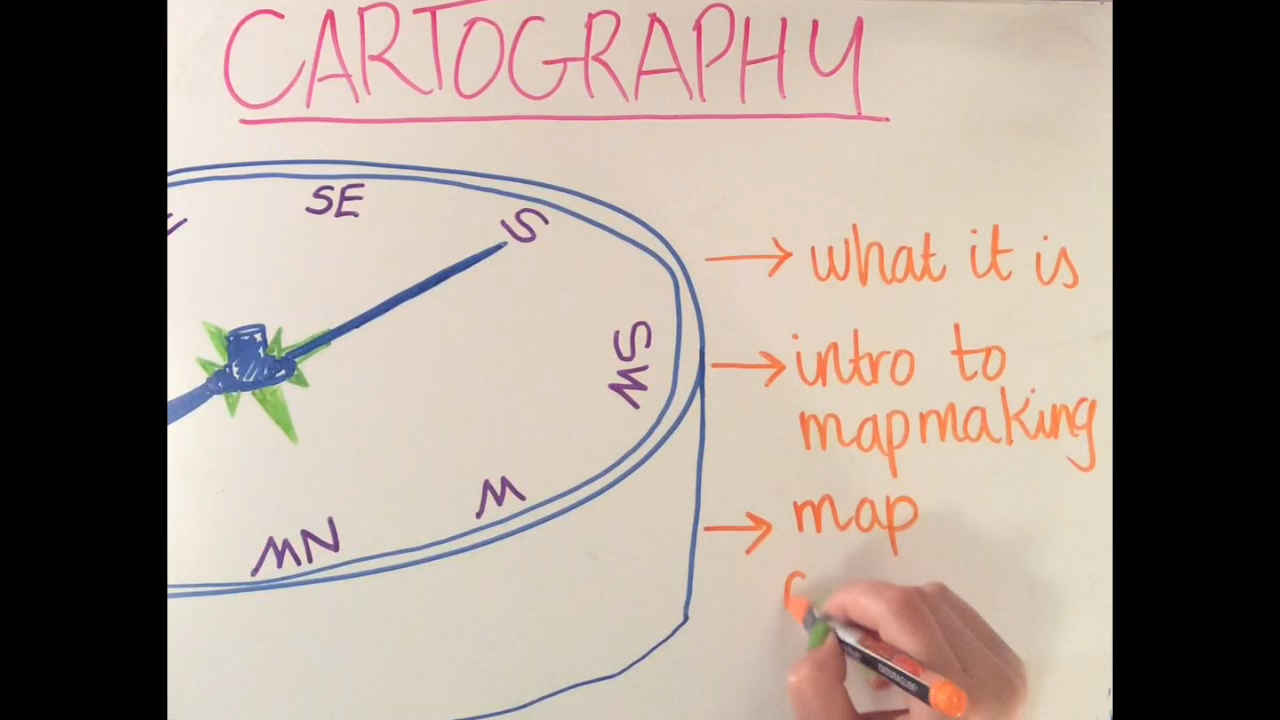 CARTOGRAPHY
SE
S
SW
W
NW
→ what it is
→ intro to
mapmaking
→ map